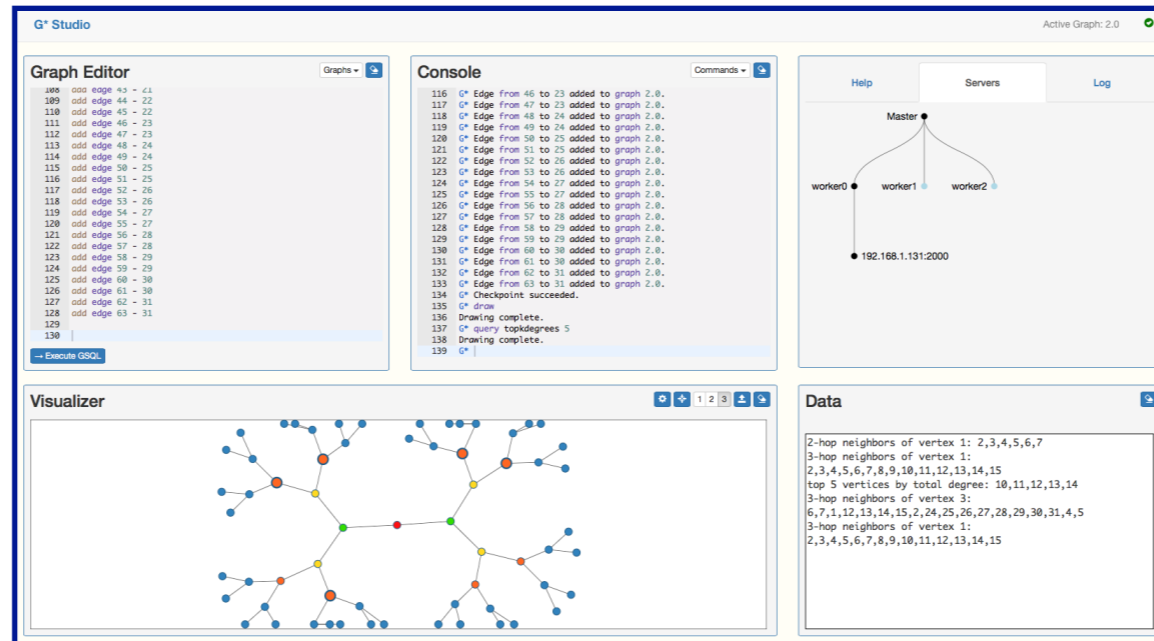 G* Studio
Active Graph: 2.0
Graph Editor
Graphs
108 add edge 43 - 21
109 add edge 44 - 22
110 add edge 45 - 22
111 add edge 46 - 23
112 add edge 47 - 23
113 add edge 48 - 24
114 add edge 49 - 24
115 add edge 50 - 25
116 add edge 51 - 25
117 add edge 52 - 26
118 add edge 53 - 26
119 add edge 54 - 27
120 add edge 55 - 27
121 add edge 56 - 28
122 add edge 57 - 28
123 add edge 58 - 29
124 add edge 59 - 29
125 add edge 60 - 30
126 add edge 61 - 30
127 add edge 62 - 31
128 add edge 63 - 31
129
130
→ Execute GSQL
Console
Commands
116 G* Edge from 46 to 23 added to graph 2.0.
117 G* Edge from 47 to 23 added to graph 2.0.
118 G* Edge from 48 to 24 added to graph 2.0.
119 G* Edge from 49 to 24 added to graph 2.0.
120 G* Edge from 50 to 25 added to graph 2.0.
121 G* Edge from 51 to 25 added to graph 2.0.
122 G* Edge from 52 to 26 added to graph 2.0.
123 G* Edge from 53 to 26 added to graph 2.0.
124 G* Edge from 54 to 27 added to graph 2.0.
125 G* Edge from 55 to 27 added to graph 2.0.
126 G* Edge from 56 to 28 added to graph 2.0.
127 G* Edge from 57 to 28 added to graph 2.0.
128 G* Edge from 58 to 29 added to graph 2.0.
129 G* Edge from 59 to 29 added to graph 2.0.
130 G* Edge from 60 to 30 added to graph 2.0.
131 G* Edge from 61 to 30 added to graph 2.0.
132 G* Edge from 62 to 31 added to graph 2.0.
133 G* Edge from 63 to 31 added to graph 2.0.
134 G* Checkpoint succeeded.
135 G* draw
136 Drawing complete.
137 G* query topkdegrees 5
138 Drawing complete.
139 G*
Help
Servers
Log
Master
worker0
worker1
worker2
192.168.1.131:2000
Visualizer
1 2 3
Data
2-hop neighbors of vertex 1: 2,3,4,5,6,7
3-hop neighbors of vertex 1:
2,3,4,5,6,7,8,9,10,11,12,13,14,15
top 5 vertices by total degree: 10,11,12,13,14
3-hop neighbors of vertex 3:
6,7,1,12,13,14,15,2,24,25,26,27,28,29,30,31,4,5
3-hop neighbors of vertex 1:
2,3,4,5,6,7,8,9,10,11,12,13,14,15